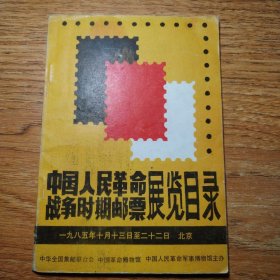 中国人民革命
战争时期邮票展览目录
一九八五年十月十三日至二十二日 北京
中华全国集邮联合会 中国革命博物馆 中国人民革命军事博物馆主办